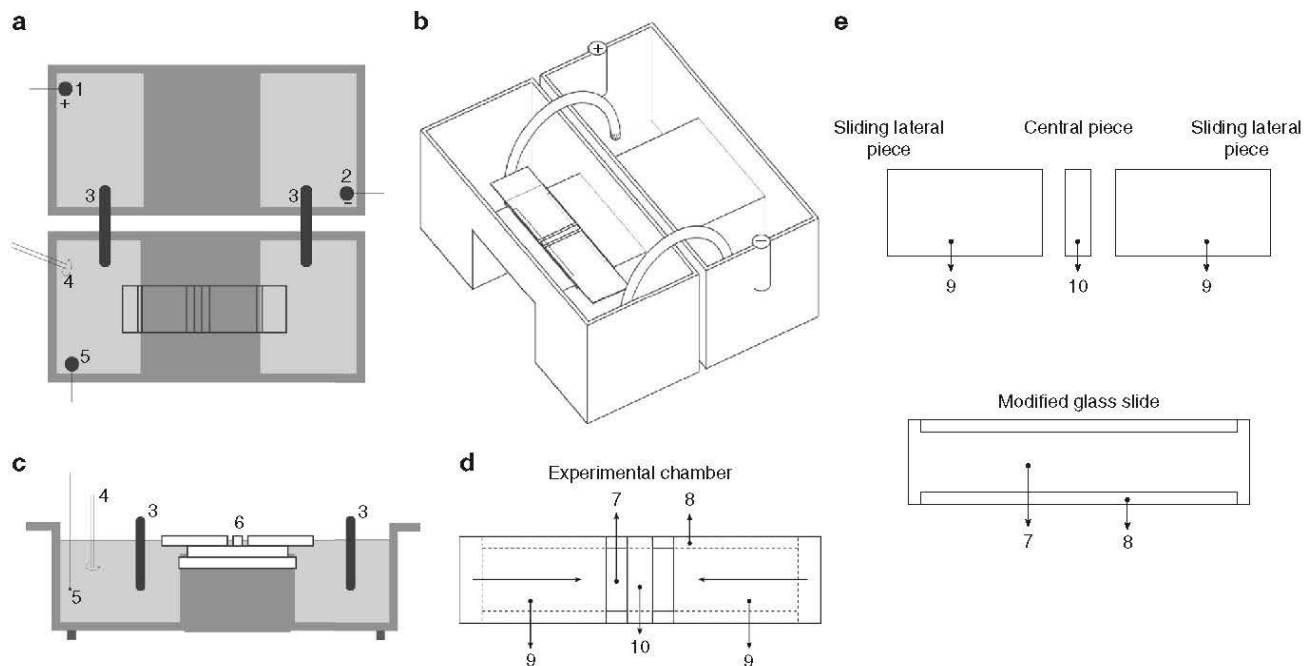 a
1
+
2
–
3
3
4
5
b
+
–
c
4
3
6
3
5
d
Experimental chamber
7
8
9
10
9
e
Sliding lateral
piece
Central piece
Sliding lateral
piece
9
10
9
Modified glass slide
7
8